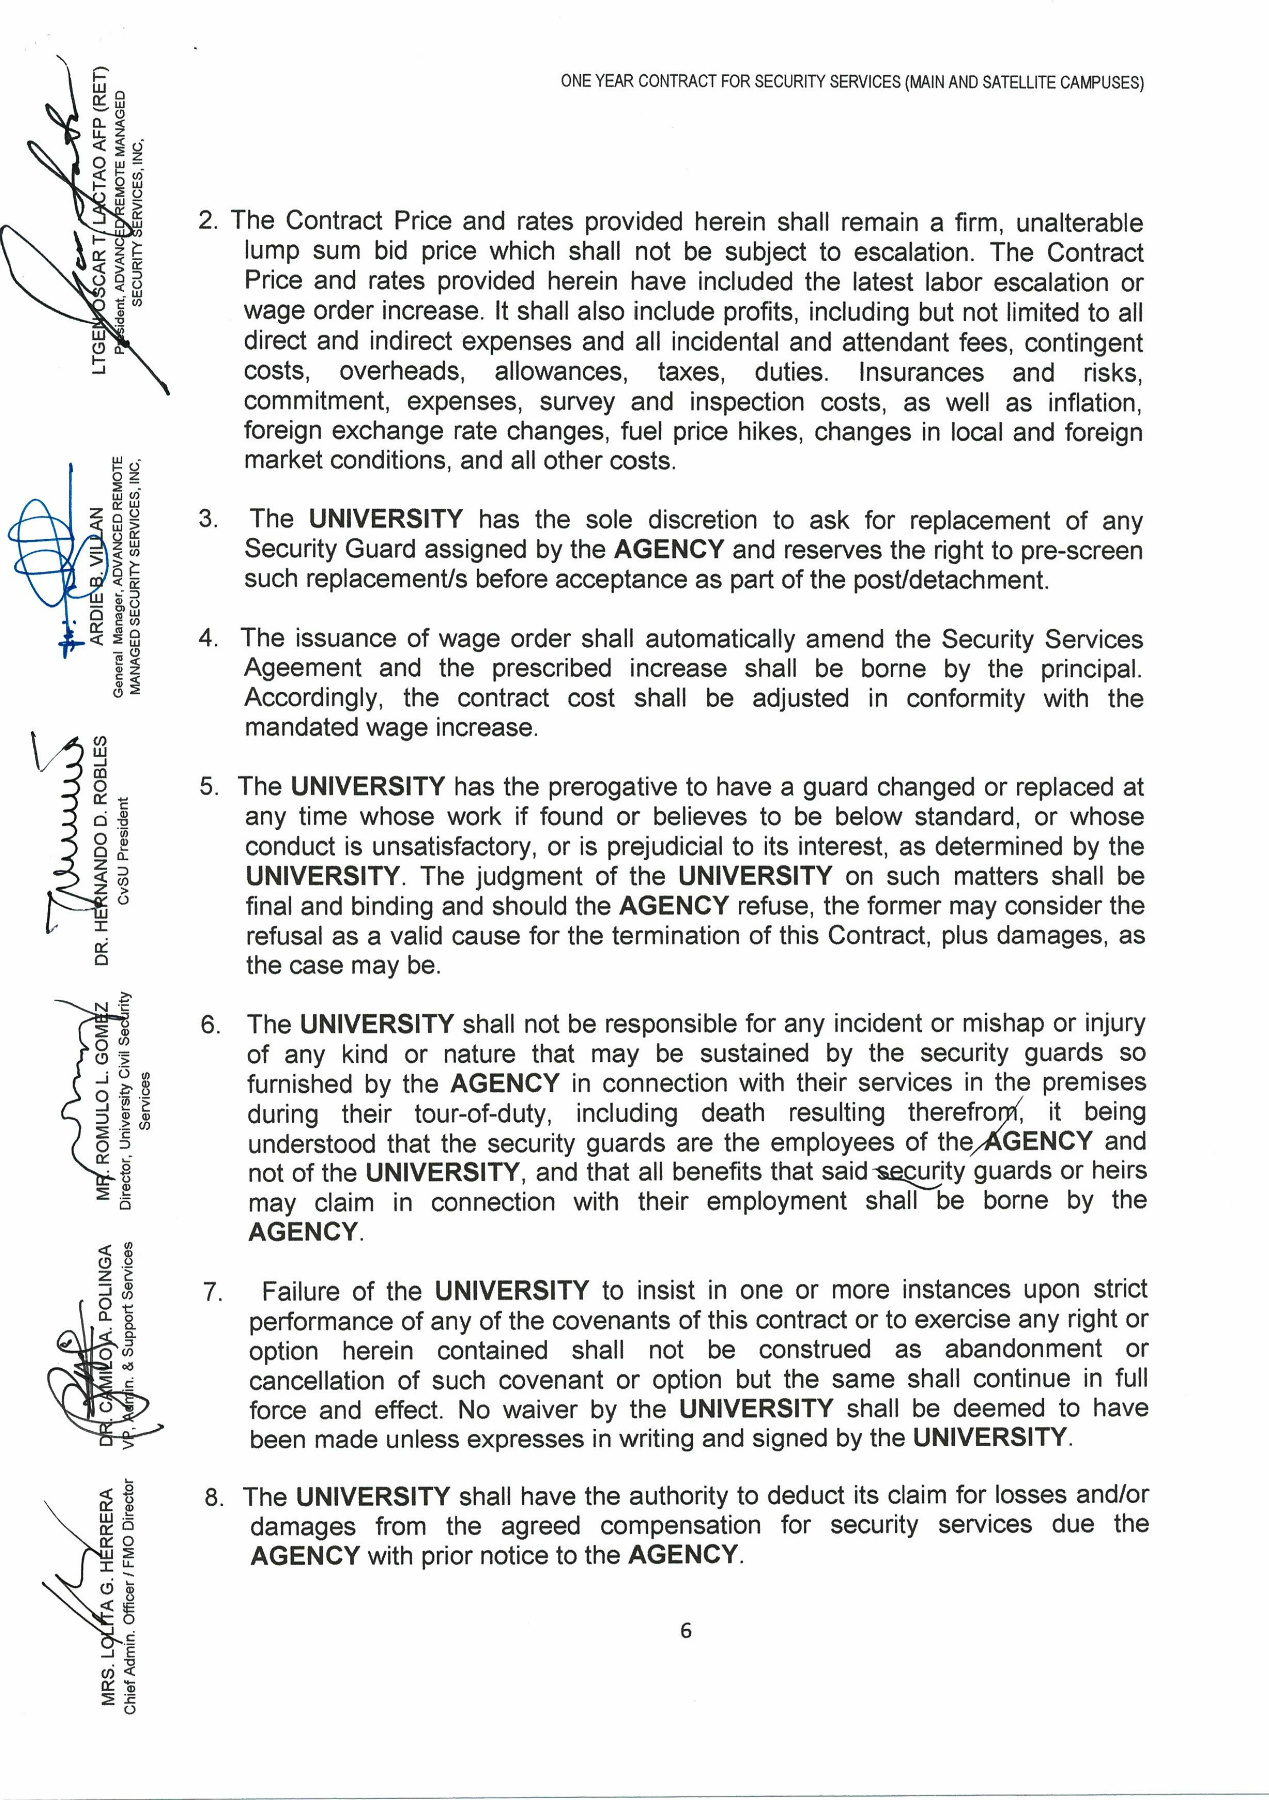 ONE YEAR CONTRACT FOR SECURITY SERVICES (MAIN AND SATELLITE CAMPUSES)
2. The Contract Price and rates provided herein shall remain a firm, unalterable
lump sum bid price which shall not be subject to escalation. The Contract
Price and rates provided herein have included the latest labor escalation or
wage order increase. It shall also include profits, including but not limited to all
direct and indirect expenses and all incidental and attendant fees, contingent
costs, overheads, allowances, taxes, duties. Insurances and risks,
commitment, expenses, survey and inspection costs, as well as inflation,
foreign exchange rate changes, fuel price hikes, changes in local and foreign
market conditions, and all other costs.
3. The UNIVERSITY has the sole discretion to ask for replacement of any
Security Guard assigned by the AGENCY and reserves the right to pre-screen
such replacement/s before acceptance as part of the post/detachment.
4. The issuance of wage order shall automatically amend the Security Services
Ageement and the prescribed increase shall be borne by the principal.
Accordingly, the contract cost shall be adjusted in conformity with the
mandated wage increase.
5. The UNIVERSITY has the prerogative to have a guard changed or replaced at
any time whose work if found or believes to be below standard, or whose
conduct is unsatisfactory, or is prejudicial to its interest, as determined by the
UNIVERSITY. The judgment of the UNIVERSITY on such matters shall be
final and binding and should the AGENCY refuse, the former may consider the
refusal as a valid cause for the termination of this Contract, plus damages, as
the case may be.
6. The UNIVERSITY shall not be responsible for any incident or mishap or injury
of any kind or nature that may be sustained by the security guards so
furnished by the AGENCY in connection with their services in the premises
during their tour-of-duty, including death resulting therefrom, it being
understood that the security guards are the employees of the AGENCY and
not of the UNIVERSITY, and that all benefits that said security guards or heirs
may claim in connection with their employment shall be borne by the
AGENCY.
7. Failure of the UNIVERSITY to insist in one or more instances upon strict
performance of any of the covenants of this contract or to exercise any right or
option herein contained shall not be construed as abandonment or
cancellation of such covenant or option but the same shall continue in full
force and effect. No waiver by the UNIVERSITY shall be deemed to have
been made unless expresses in writing and signed by the UNIVERSITY.
8. The UNIVERSITY shall have the authority to deduct its claim for losses and/or
damages from the agreed compensation for security services due the
AGENCY with prior notice to the AGENCY.
6
LTGEN OSCAR T. LACTAO AFP (RET)
President, ADVANCED REMOTE MANAGED
SECURITY SERVICES, INC,
ARDIE B. VILLAN
General Manager, ADVANCED REMOTE
MANAGED SECURITY SERVICES, INC,
DR. HERNANDO D. ROBLES
CvSU President
MR. ROMULO L. GOMEZ
Director, University Civil Security
Services
DR. CAMILO A. POLINGA
VP, Admin. & Support Services
MRS. LOLITA G. HERRERA
Chief Admin. Officer / FMO Director